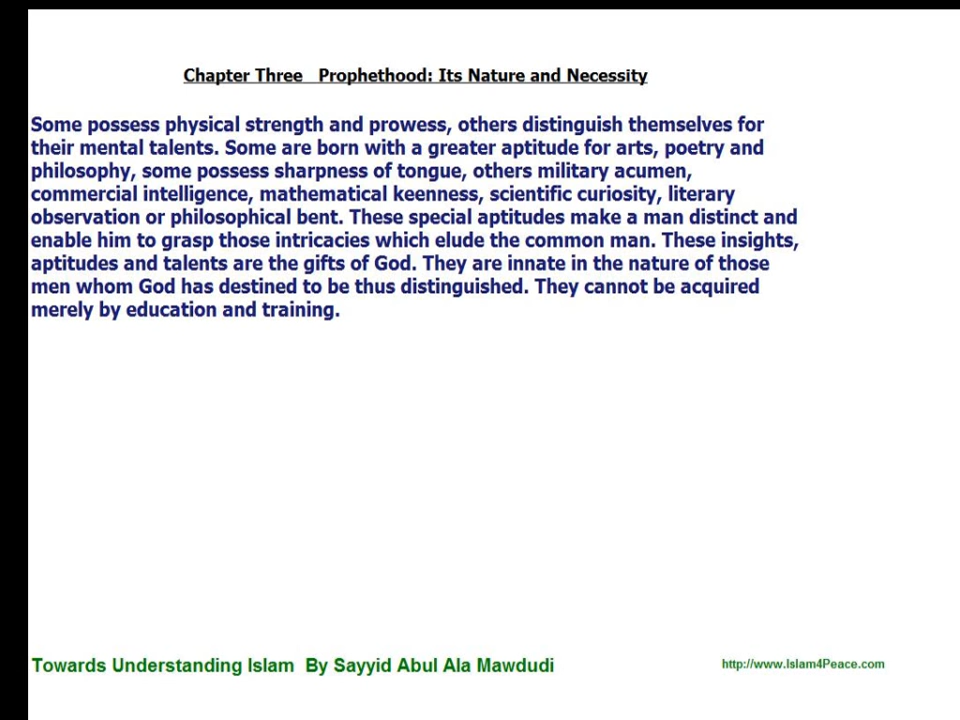 Chapter Three   Prophethood: Its Nature and Necessity
Some possess physical strength and prowess, others distinguish themselves for
their mental talents. Some are born with a greater aptitude for arts, poetry and
philosophy, some possess sharpness of tongue, others military acumen,
commercial intelligence, mathematical keenness, scientific curiosity, literary
observation or philosophical bent. These special aptitudes make a man distinct and
enable him to grasp those intricacies which elude the common man. These insights,
aptitudes and talents are the gifts of God. They are innate in the nature of those
men whom God has destined to be thus distinguished. They cannot be acquired
merely by education and training.
Towards Understanding Islam  By Sayyid Abul Ala Mawdudi
http://www.Islam4Peace.com